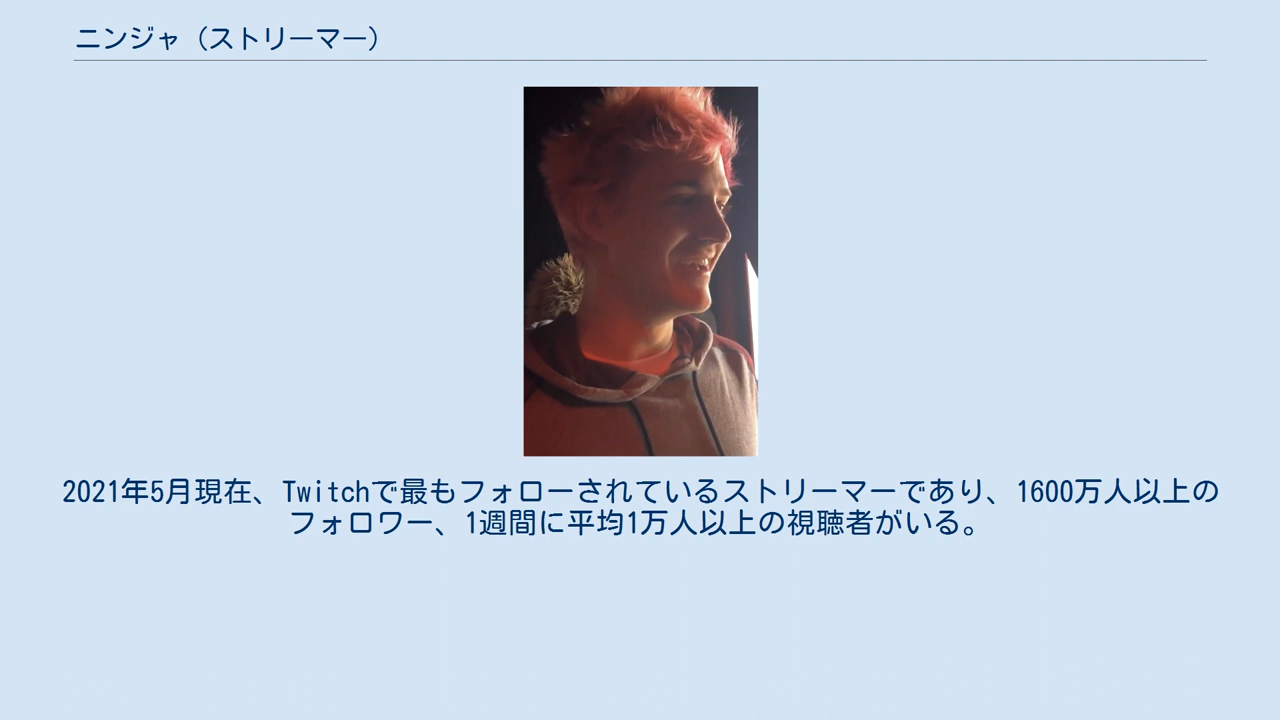 ニンジャ（ストリーマー）
2021年5月現在、Twitchで最もフォローされているストリーマーであり、1600万人以上の
フォロワー、1週間に平均1万人以上の視聴者がいる。